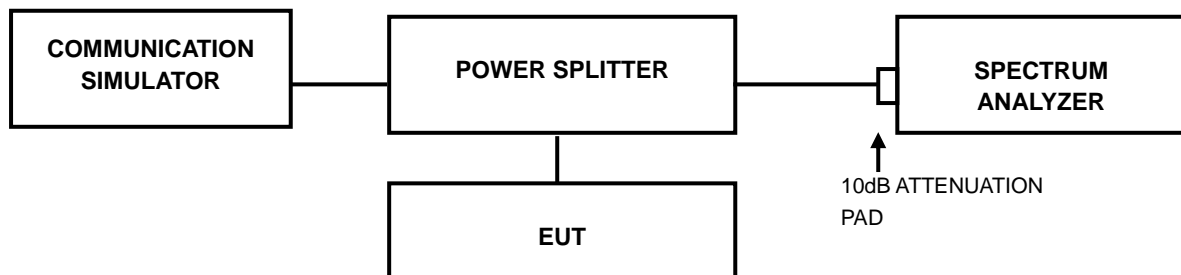 COMMUNICATION
SIMULATOR
POWER SPLITTER
SPECTRUM
ANALYZER
10dB ATTENUATION
PAD
EUT